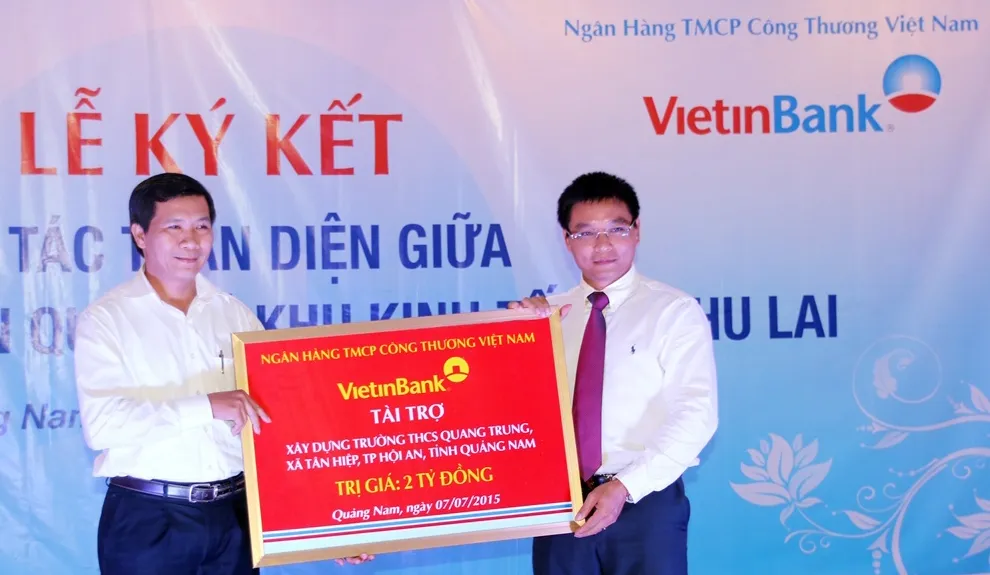 Ngân Hàng TMCP Công Thương Việt Nam
VietinBank
LỄ KÝ KẾT
TÁC DIỆN GIỮA
KHU KINH LAI
NGÂN HÀNG TMCP CÔNG THƯƠNG VIỆT NAM
VietinBank
TÀI TRỢ
XÂY DỰNG TRƯỜNG THCS QUANG TRUNG,
XÃ TÂN HIỆP, TP HỘI AN, TỈNH QUẢNG NAM
TRỊ GIÁ: 2 TỶ ĐỒNG
Quảng Nam, ngày 07/07/2015